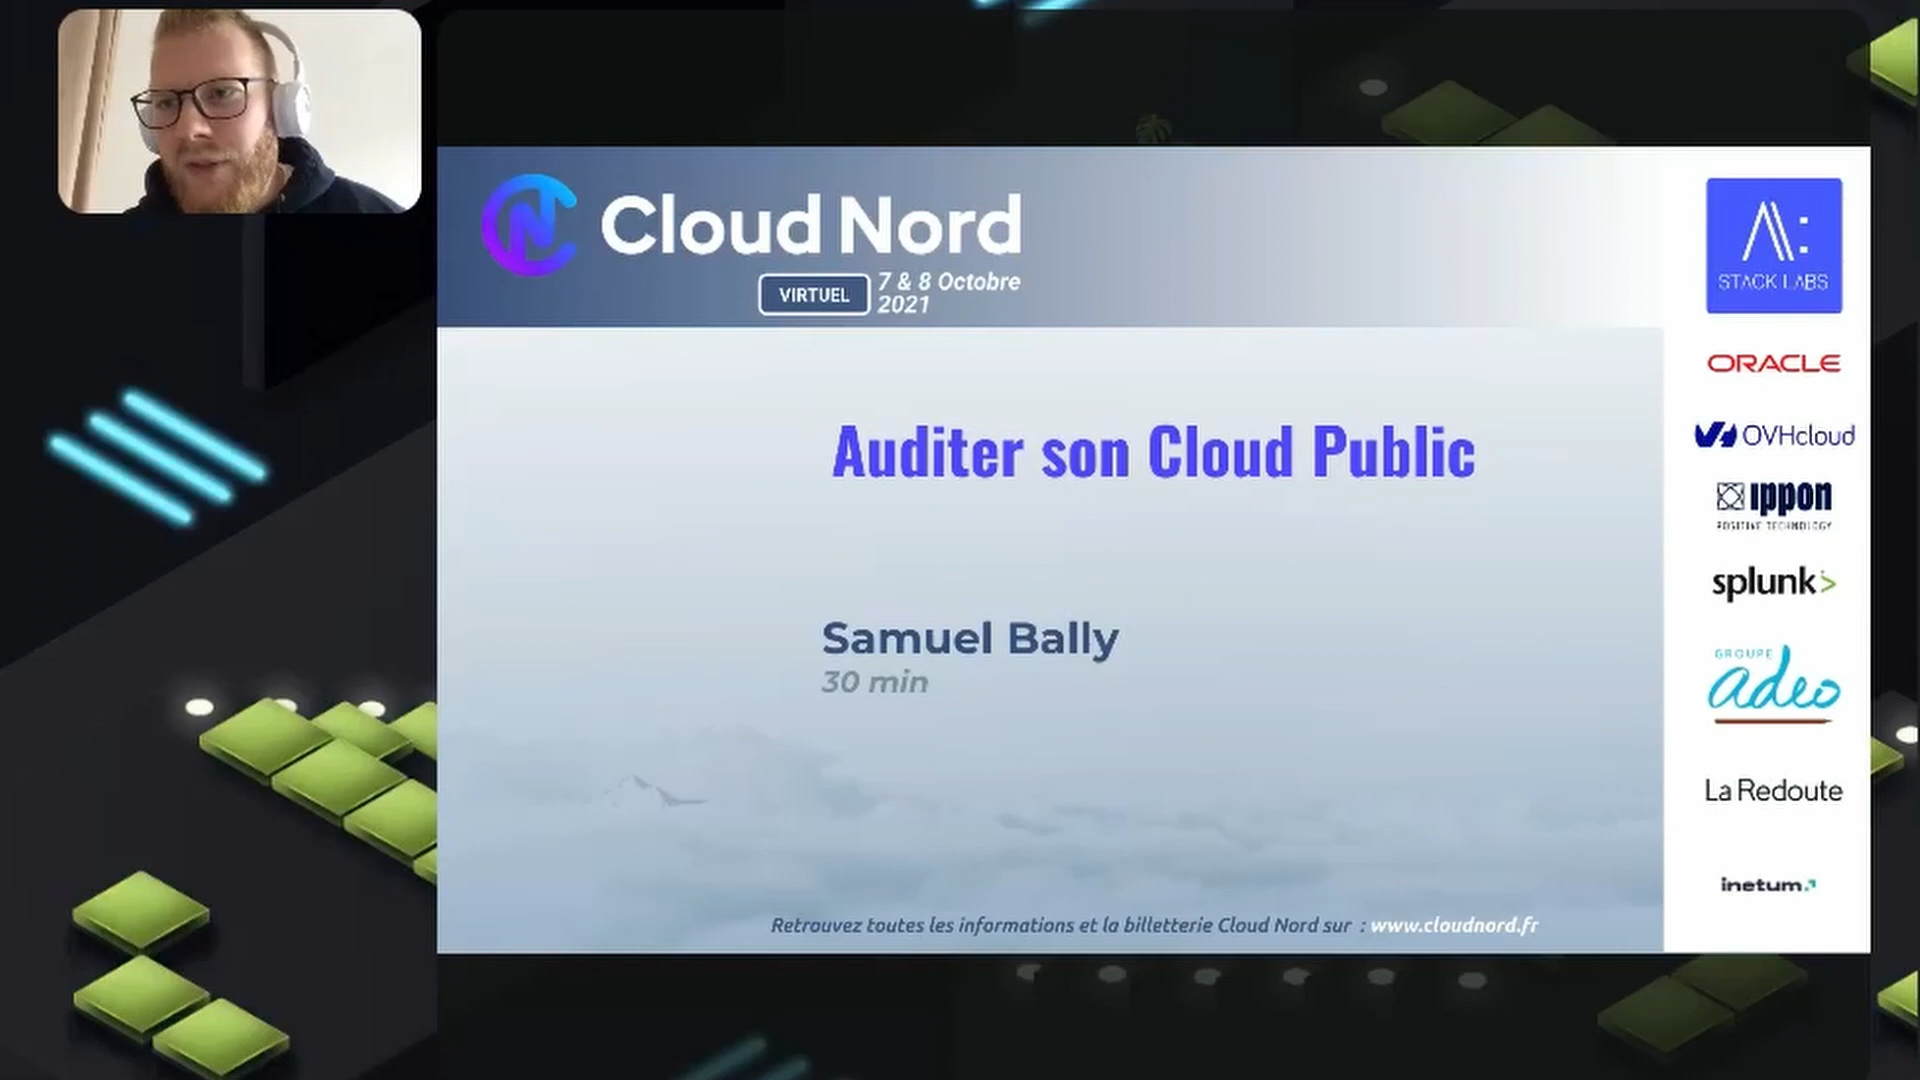 Cloud Nord
VIRTUEL
7 & 8 Octobre
2021
Auditer son Cloud Public
Samuel Bally
30 min
Retrouvez toutes les informations et la billetterie Cloud Nord sur : www.cloudnord.fr
STACK LABS
ORACLE
OVHcloud
ippon
POSITIVE TECHNOLOGY
splunk>
GROUPE
adeo
La Redoute
inetum.